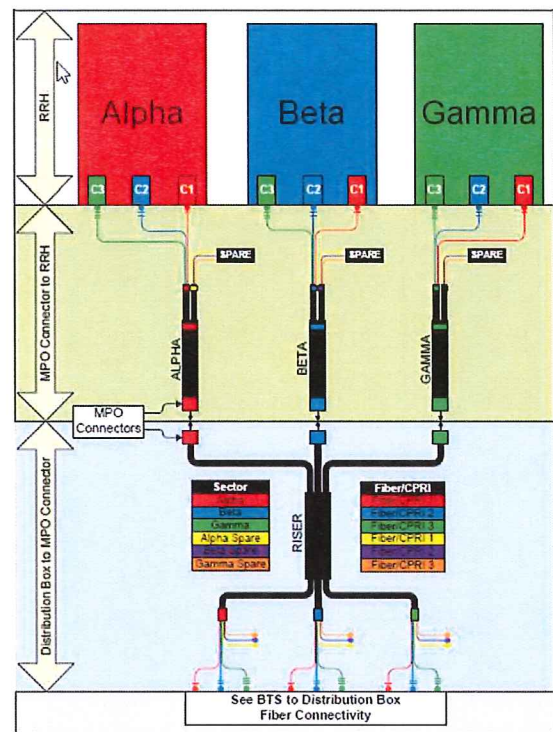 RRH
Alpha
Beta
Gamma
C3
C2
C1
C3
C2
C1
C3
C2
C1
MPO Connector to RRH
SPARE
SPARE
SPARE
ALPHA
BETA
GAMMA
MPO
Connectors
Distribution Box to MPO Connector
Sector
Alpha
Beta
Gamma
Alpha Spare
Beta Spare
Gamma Spare
RISER
Fiber/CPRI
Fiber/CPRI 1
Fiber/CPRI 2
Fiber/CPRI 3
Fiber/CPRI 1
Fiber/CPRI 2
Fiber/CPRI 3
See BTS to Distribution Box
Fiber Connectivity